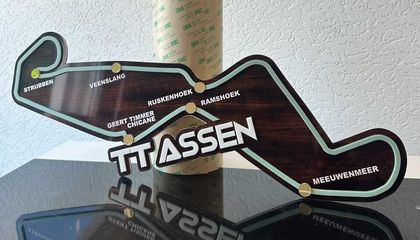 STRUBBEN
VEENSLANG
RUSKENHOEK
RAMSHOEK
GEERT TIMMER
CHICANE
TT ASSEN
MEEUWENMEER